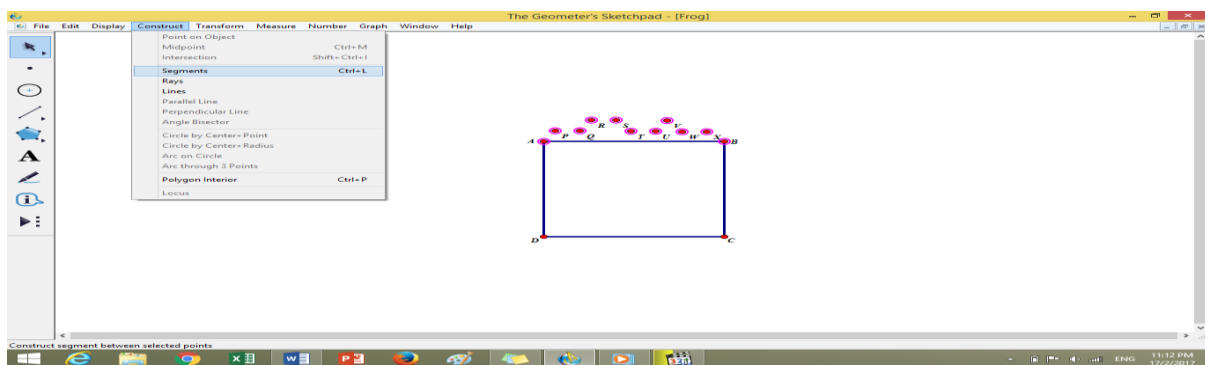 The Geometer's Sketchpad - [Frog]
File Edit Display Construct Transform Measure Number Graph Window Help
Point on Object
Midpoint Ctrl+M
Intersection Shift+Ctrl+I
Segments Ctrl+L
Rays
Lines
Parallel Line
Perpendicular Line
Angle Bisector
Circle by Center+Point
Circle by Center+Radius
Arc on Circle
Arc through 3 Points
Polygon Interior Ctrl+P
Locus
A
R S V
A P Q T U W X B
D C
Construct segment between selected points
ENG 11:12 PM
17/2/2017